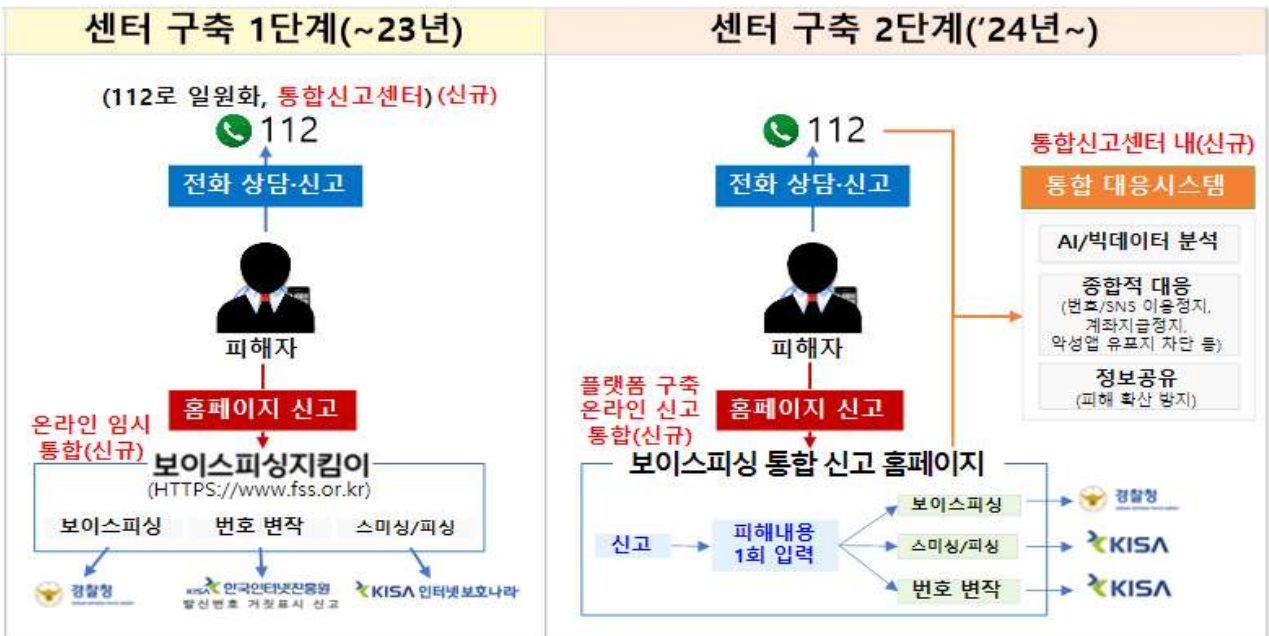 센터 구축 1단계(~23년)
(112로 일원화, 통합신고센터)(신규)
112
전화 상담·신고
피해자
홈페이지 신고
온라인 임시
통합(신규)
보이스피싱지킴이
(HTTPS://www.fss.or.kr)
보이스피싱
번호 변작
스미싱/피싱
경찰청
KISA 한국인터넷진흥원
발신번호 거짓표시 신고
KISA 인터넷보호나라
센터 구축 2단계('24년~)
112
전화 상담·신고
피해자
플랫폼 구축
온라인 신고
통합(신규)
홈페이지 신고
보이스피싱 통합 신고 홈페이지
신고
피해내용
1회 입력
보이스피싱
스미싱/피싱
번호 변작
경찰청
KISA
KISA
통합신고센터 내(신규)
통합 대응시스템
AI/빅데이터 분석
종합적 대응
(번호/SNS 이용정지,
계좌지급정지,
악성앱 유포지 차단 등)
정보공유
(피해 확산 방지)